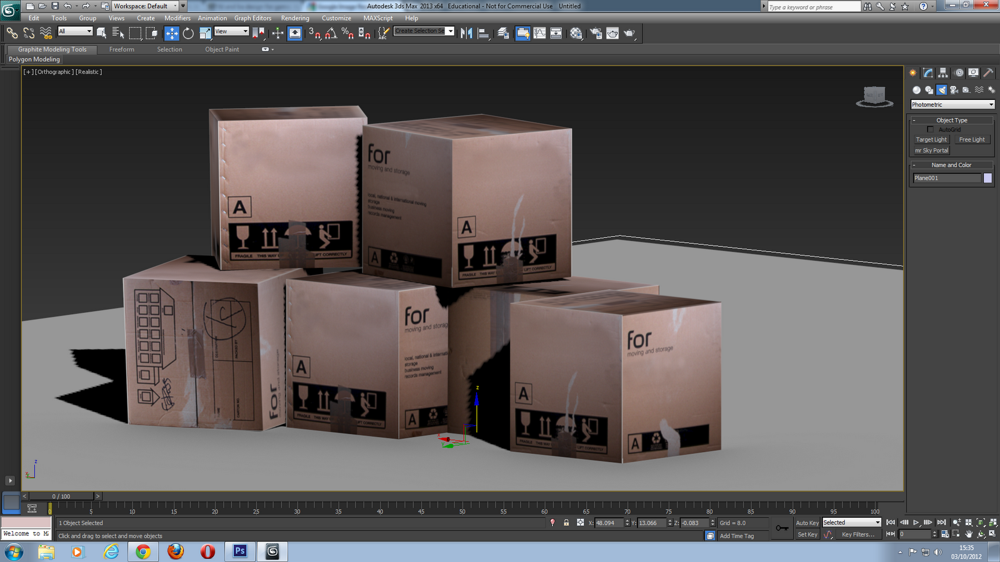 Workspace: Default
Autodesk 3ds Max 2013 x64 Educational - Not for Commercial Use Untitled
Type a keyword or phrase
Edit Tools Group Views Create Modifiers Animation Graph Editors Rendering Customize MAXScript Help
All
View
Create Selection Se
Graphite Modeling Tools Freeform Selection Object Paint
Polygon Modeling
[+] [Orthographic] [Realistic]
Photometric
- Object Type
AutoGrid
Target Light Free Light
mr Sky Portal
- Name and Color
Plane001
for
moving and storage
local, national & international moving
storage
business moving
records management
A
FRAGILE THIS WAY LIFT CORRECTLY
A
A
FRAGILE THIS WAY LIFT CORRECTLY
for
moving and storage
local, national & internati
storage
business moving
records management
A
FRAGILE THIS WAY LIFT CORRECTLY
A
for
for
moving and storage
A
FRAGILE THIS WAY LIFT CORRECTLY
A
DESTINATION
PACKED BY
CARTON NO.
z
x
y
z
x
< 0 / 100 >
0 5 10 15 20 25 30 35 40 45 50 55 60 65 70 75 80 85 90 95 100
1 Object Selected
X: 48.094 Y: 13.066 Z: -0.083 Grid = 8.0
Auto Key Selected
Welcome to M
Click and drag to select and move objects
Add Time Tag
Set Key Key Filters... 0
Ps
15:35
03/10/2012